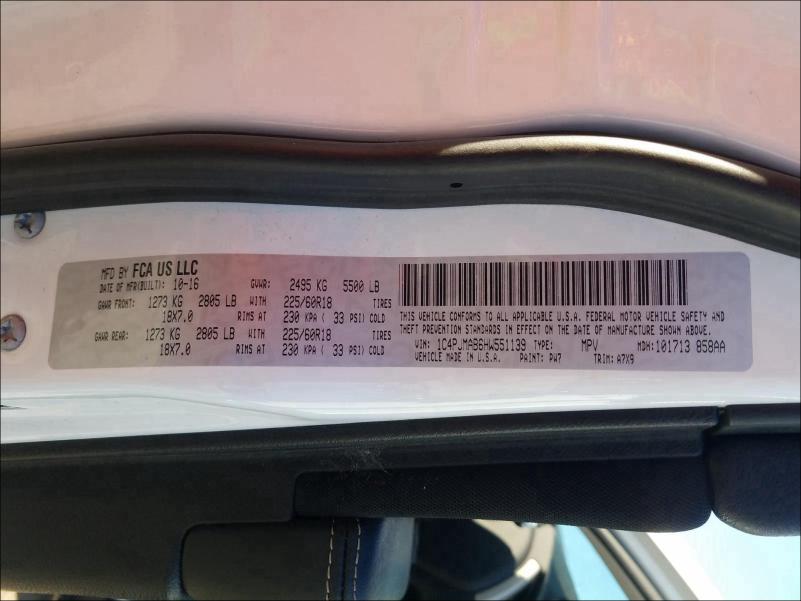 MFD BY FCA US LLC
DATE OF MFR(BUILT): 10-16 GVWR: 2495 KG 5500 LB
GAWR FRONT: 1273 KG 2805 LB WITH 225/60R18 TIRES
18X7.0 RIMS AT 230 KPA ( 33 PSI) COLD
GAWR REAR: 1273 KG 2805 LB WITH 225/60R18 TIRES
18X7.0 RIMS AT 230 KPA ( 33 PSI) COLD
THIS VEHICLE CONFORMS TO ALL APPLICABLE U.S.A. FEDERAL MOTOR VEHICLE SAFETY AND
THEFT PREVENTION STANDARDS IN EFFECT ON THE DATE OF MANUFACTURE SHOWN ABOVE.
VIN: 1C4PJMAB6HW551139 TYPE: MPV MDH: 101713 858AA
VEHICLE MADE IN U.S.A. PAINT: PW7 TRIM: A7X9